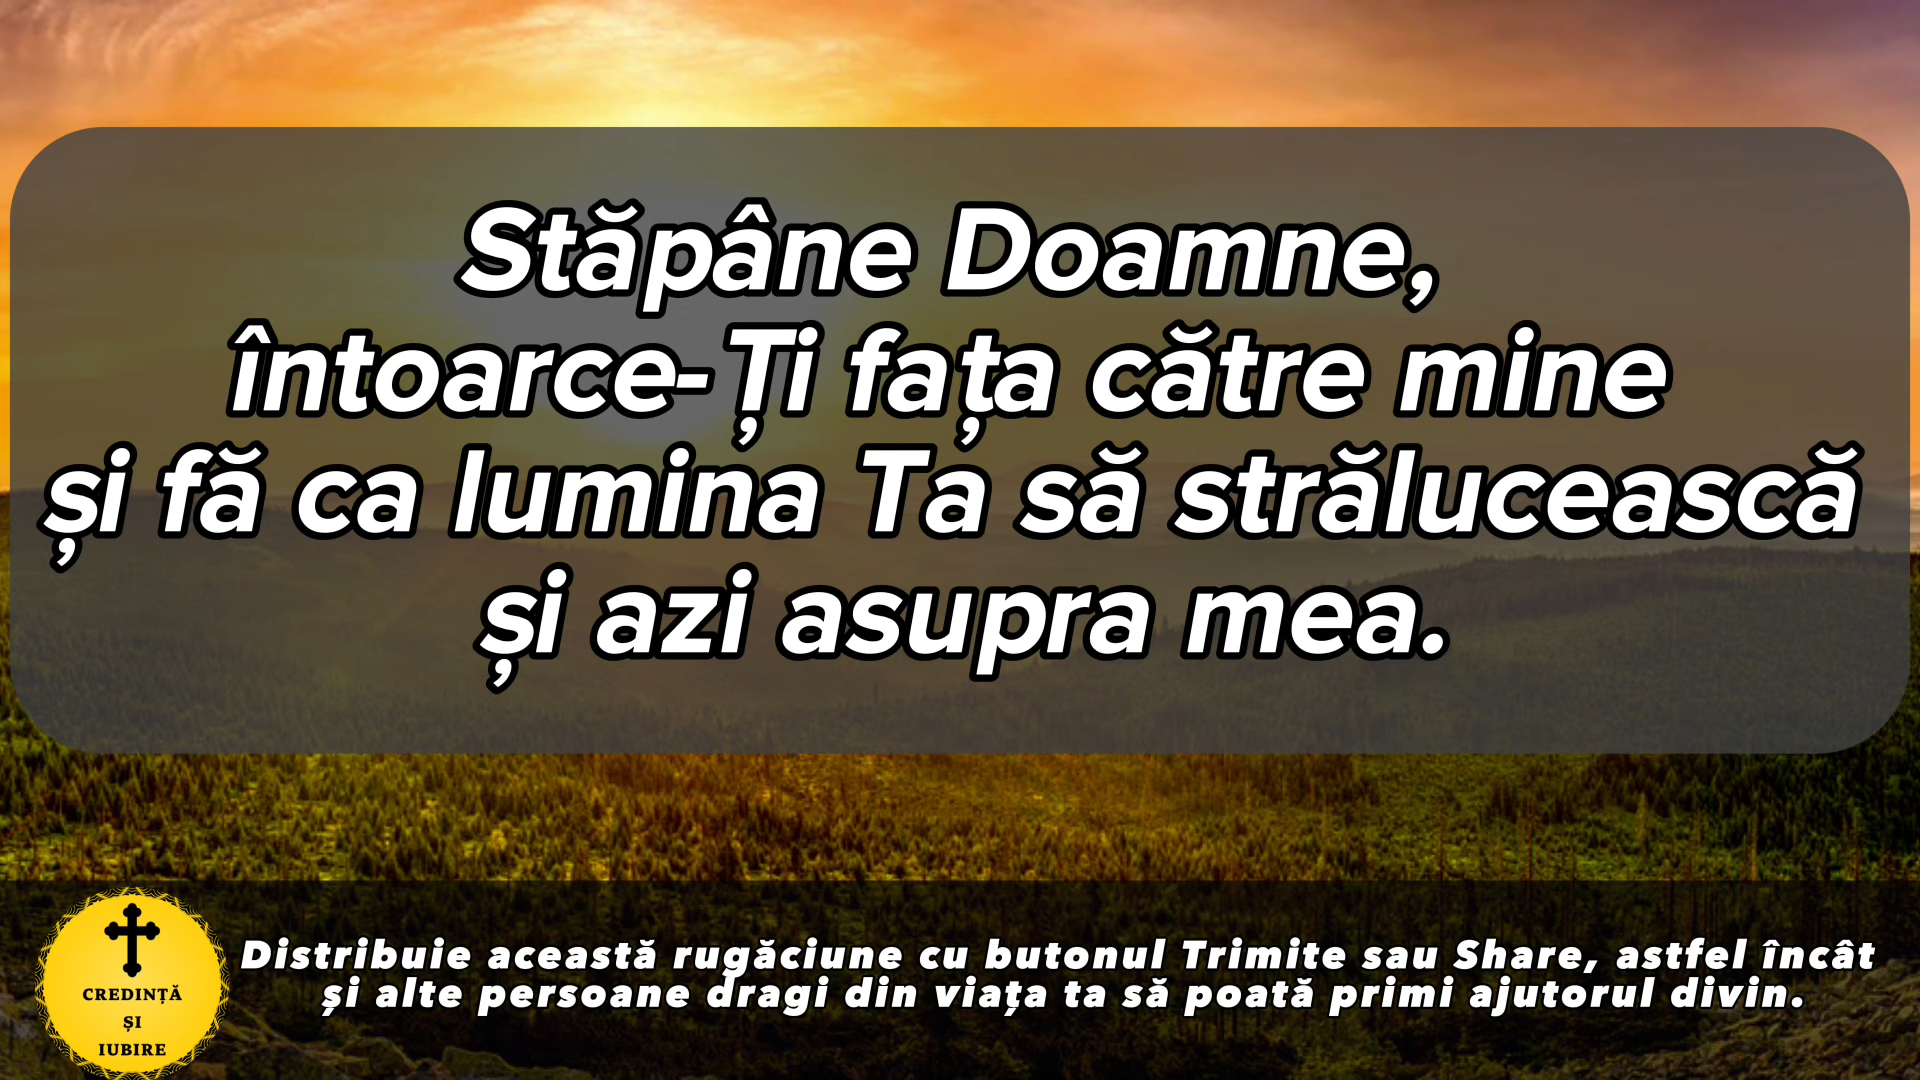 Stăpâne Doamne,
întoarce-Ți fața către mine
și fă ca lumina Ta să strălucească
și azi asupra mea.
Distribuie această rugăciune cu butonul Trimite sau Share, astfel încât
și alte persoane dragi din viața ta să poată primi ajutorul divin.
CREDINȚĂ
ȘI
IUBIRE